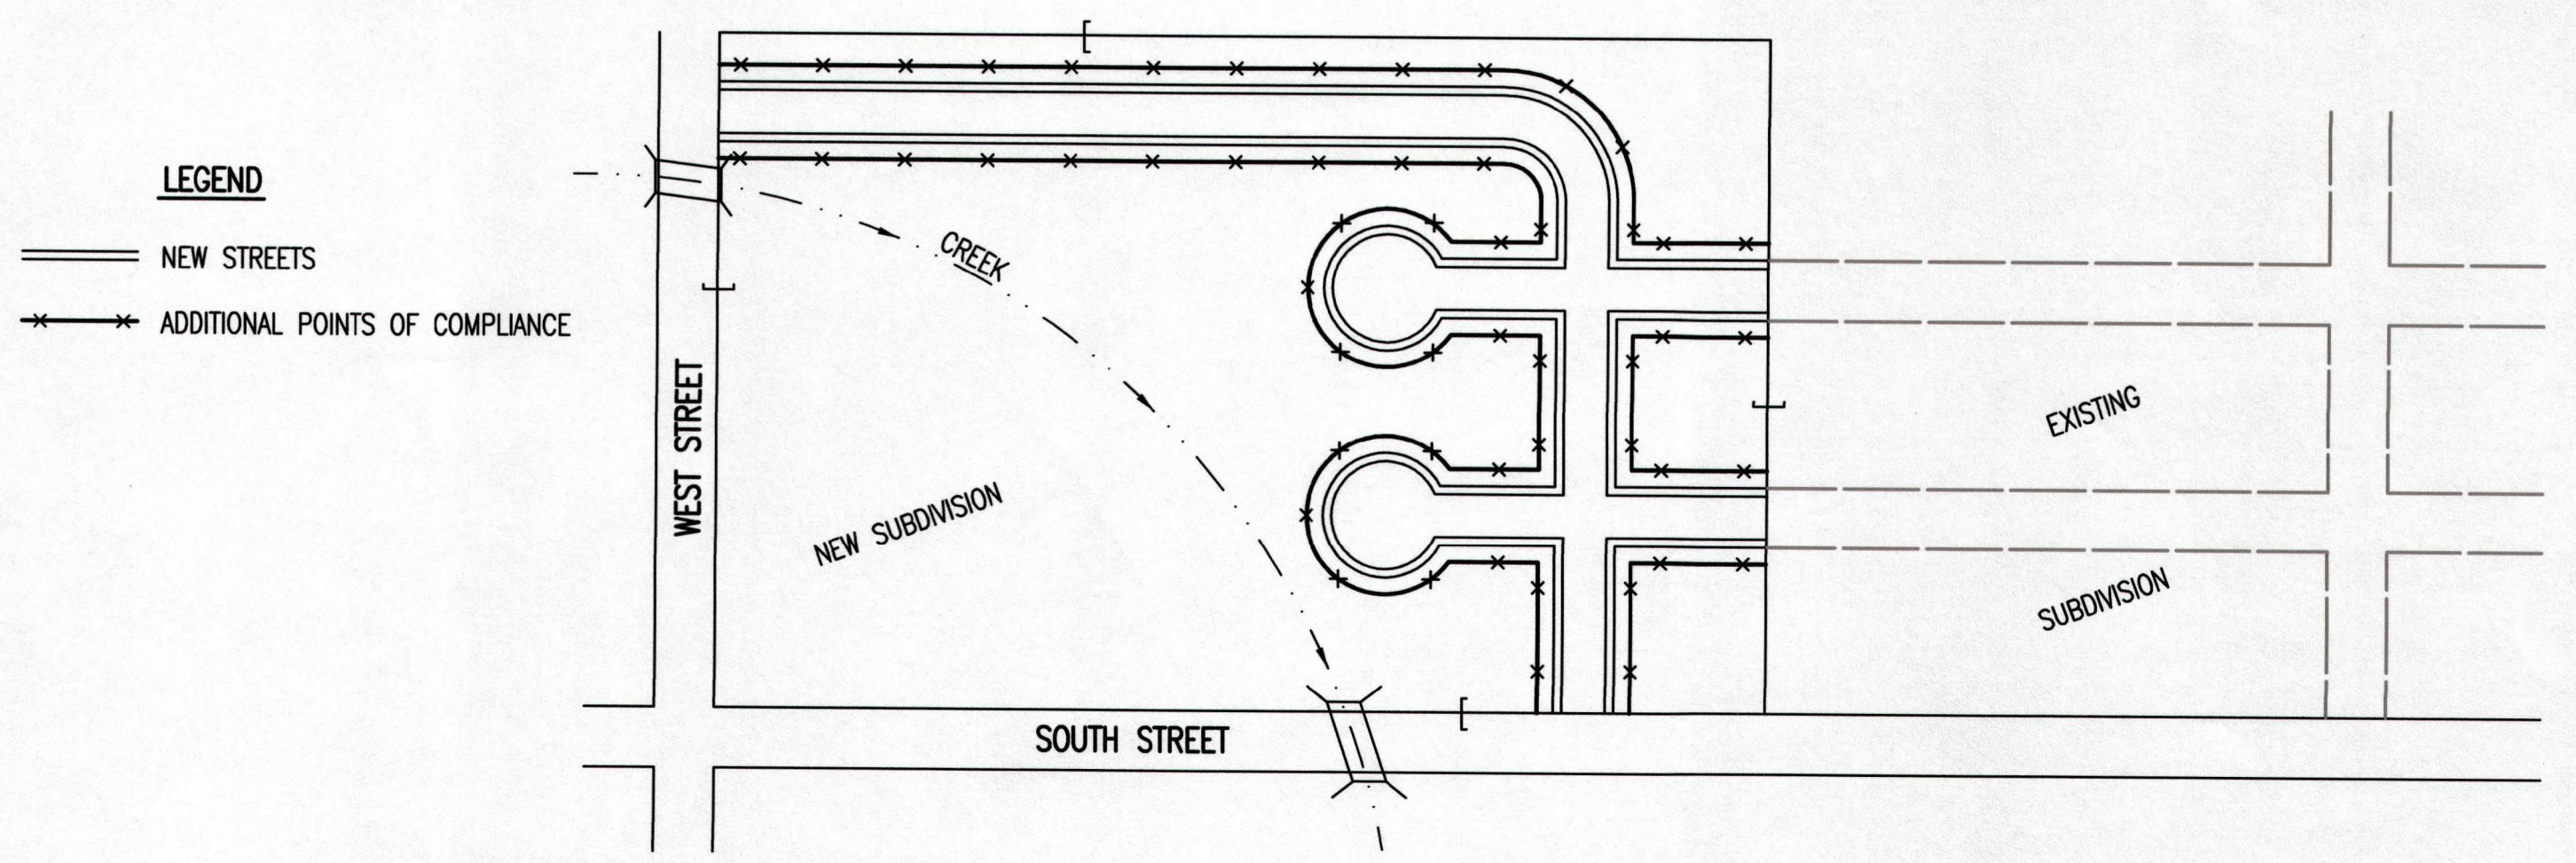 LEGEND
NEW STREETS
ADDITIONAL POINTS OF COMPLIANCE
WEST STREET
CREEK
NEW SUBDIVISION
SOUTH STREET
EXISTING
SUBDIVISION